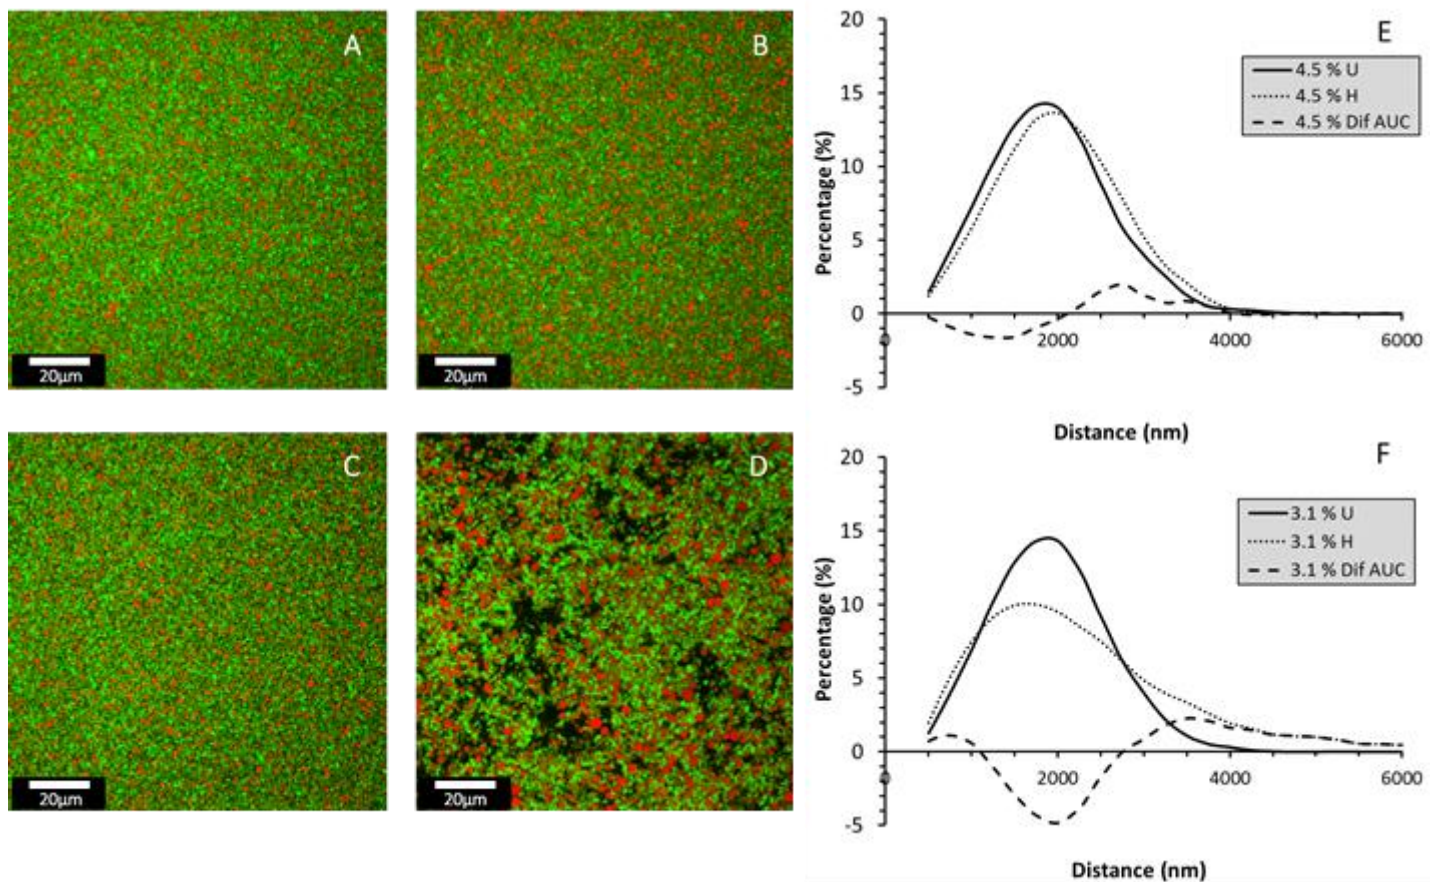 A
20µm
B
20µm
C
20µm
D
20µm
E
20
15
10
5
0
-5
0
2000
4000
6000
Percentage (%)
Distance (nm)
4.5 % U
4.5 % H
4.5 % Dif AUC
F
20
15
10
5
0
-5
0
2000
4000
6000
Percentage (%)
Distance (nm)
3.1 % U
3.1 % H
3.1 % Dif AUC